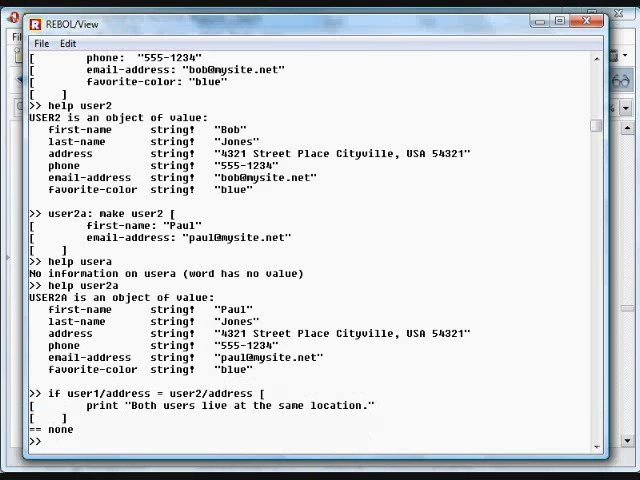 REBOL/View
File Edit
[ phone: "555-1234"
[ email-address: "bob@mysite.net"
[ favorite-color: "blue"
[ ]
>> help user2
USER2 is an object of value:
first-name string! "Bob"
last-name string! "Jones"
address string! "4321 Street Place Cityville, USA 54321"
phone string! "555-1234"
email-address string! "bob@mysite.net"
favorite-color string! "blue"
>> user2a: make user2 [
[ first-name: "Paul"
[ email-address: "paul@mysite.net"
[ ]
>> help usera
No information on usera (word has no value)
>> help user2a
USER2A is an object of value:
first-name string! "Paul"
last-name string! "Jones"
address string! "4321 Street Place Cityville, USA 54321"
phone string! "555-1234"
email-address string! "paul@mysite.net"
favorite-color string! "blue"
>> if user1/address = user2/address [
[ print "Both users live at the same location."
[ ]
== none
>>